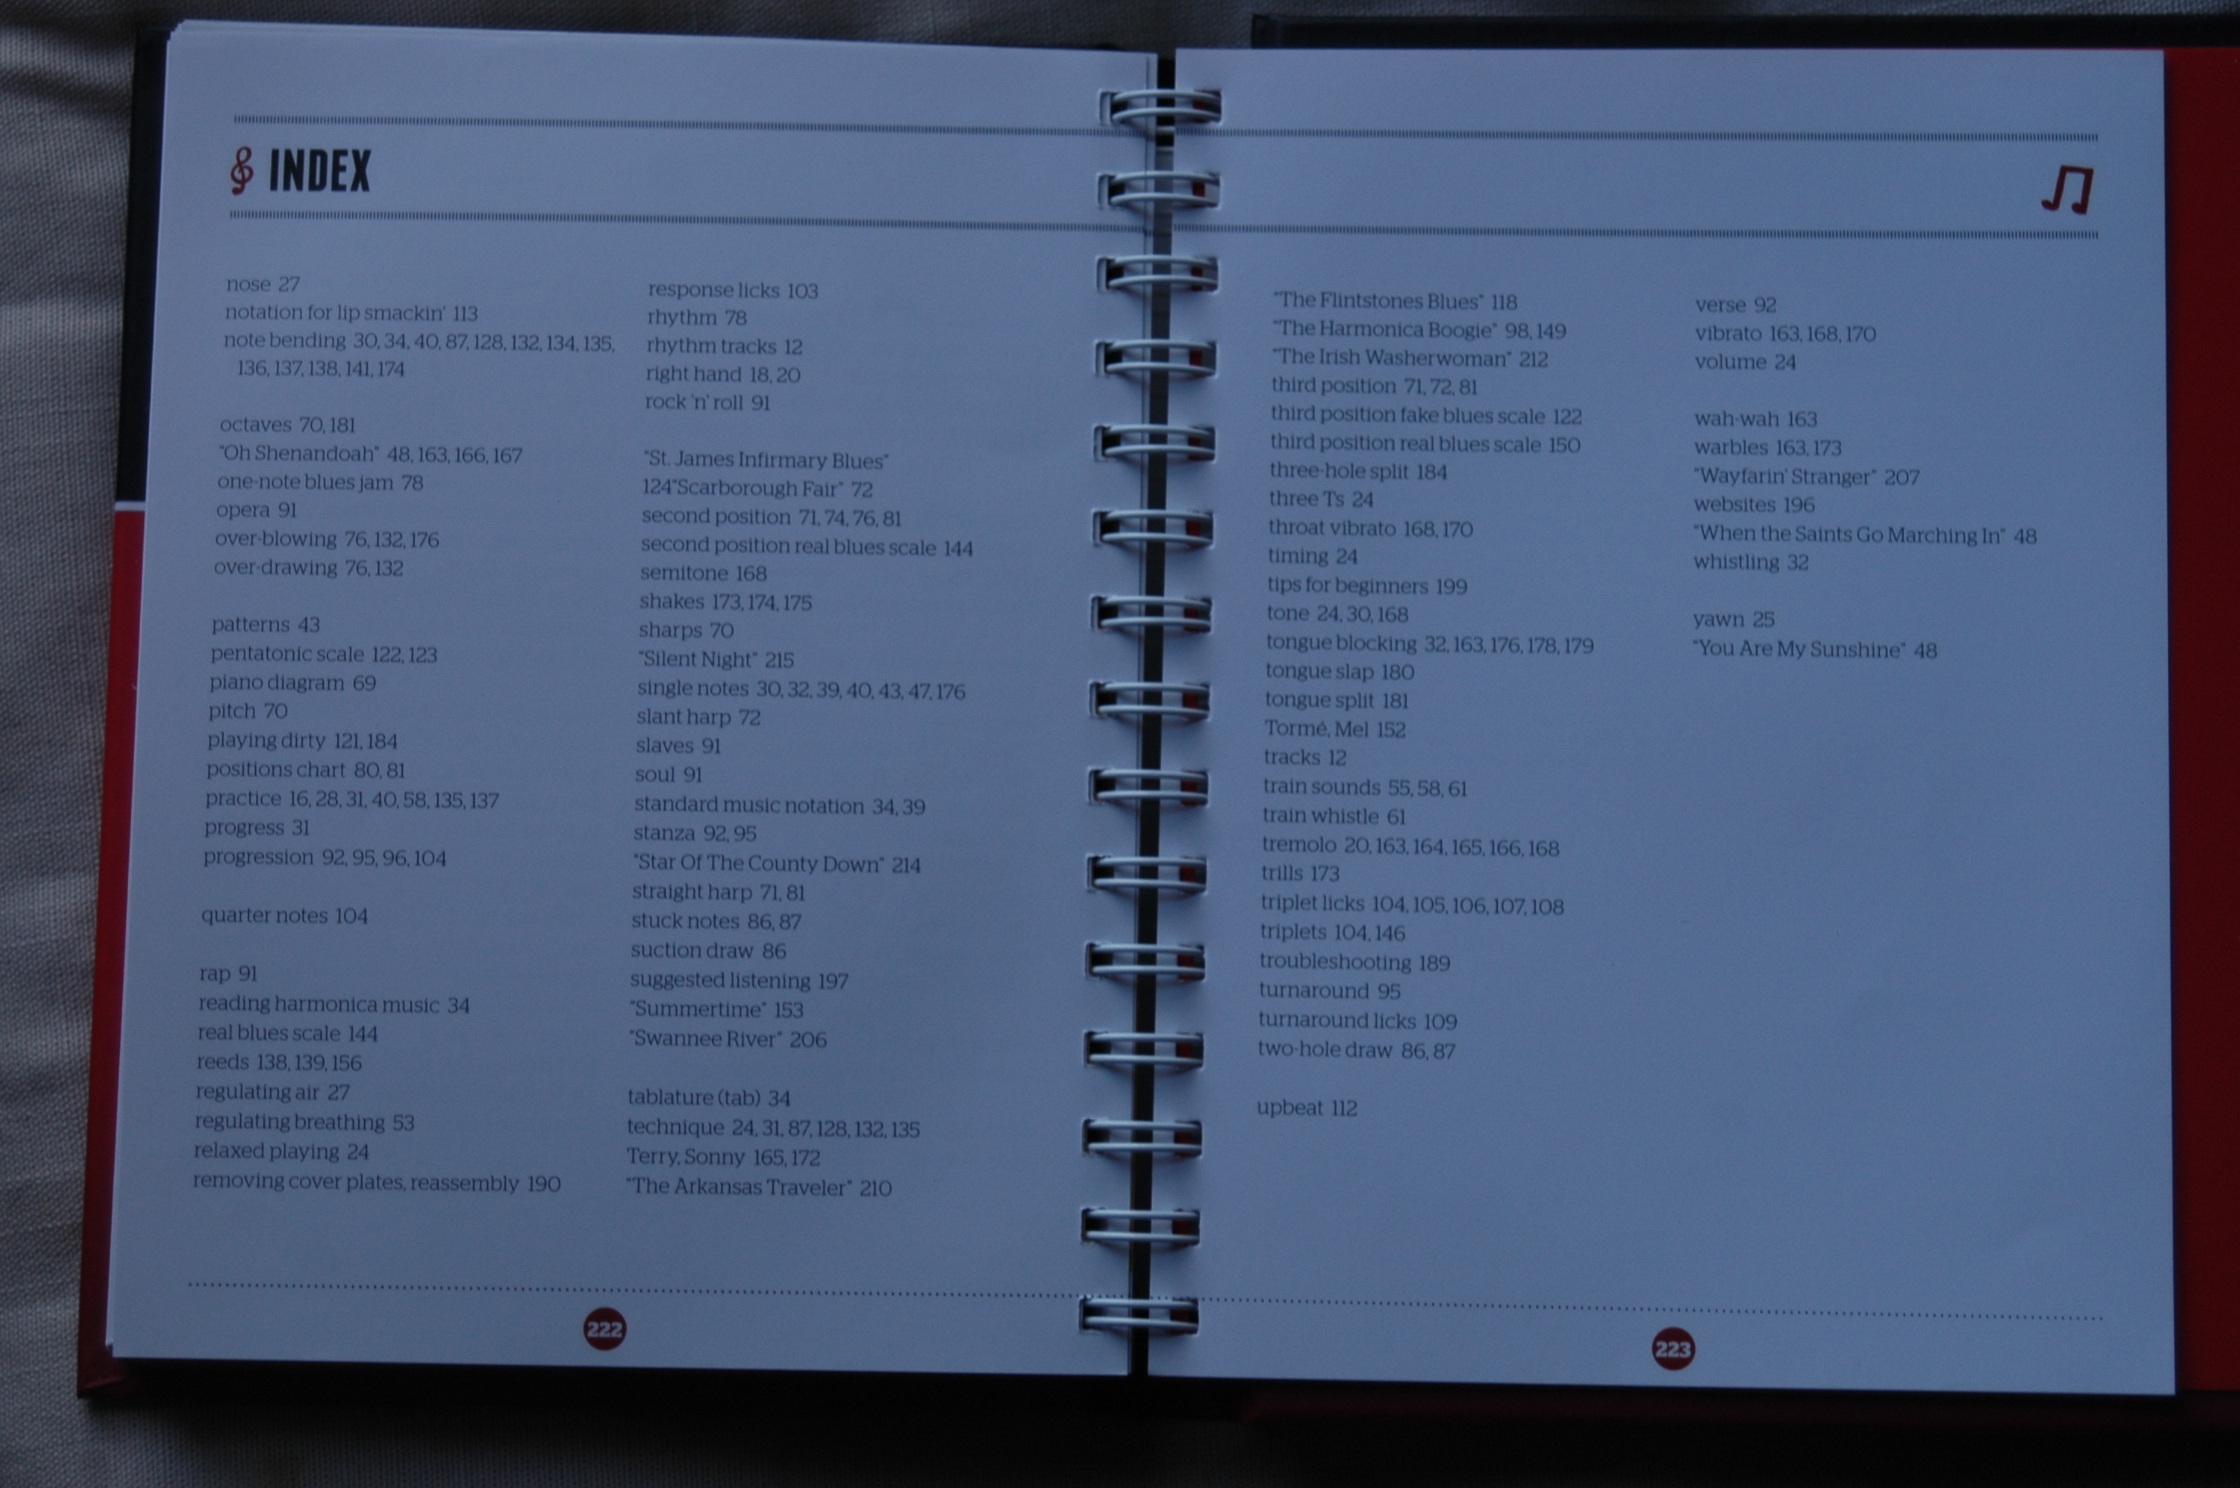 INDEX
nose 27
notation for lip smackin' 113
note bending 30, 34, 40, 87, 128, 132, 134, 135,
136, 137, 138, 141, 174
octaves 70, 181
"Oh Shenandoah" 48, 163, 166, 167
one-note blues jam 78
opera 91
over-blowing 76, 132, 176
over-drawing 76, 132
patterns 43
pentatonic scale 122, 123
piano diagram 69
pitch 70
playing dirty 121, 184
positions chart 80, 81
practice 16, 28, 31, 40, 58, 135, 137
progress 31
progression 92, 95, 96, 104
quarter notes 104
rap 91
reading harmonica music 34
real blues scale 144
reeds 138, 139, 156
regulating air 27
regulating breathing 53
relaxed playing 24
removing cover plates, reassembly 190
response licks 103
rhythm 78
rhythm tracks 12
right hand 18, 20
rock 'n' roll 91
"St. James Infirmary Blues"
124"Scarborough Fair" 72
second position 71, 74, 76, 81
second position real blues scale 144
semitone 168
shakes 173, 174, 175
sharps 70
"Silent Night" 215
single notes 30, 32, 39, 40, 43, 47, 176
slant harp 72
slaves 91
soul 91
standard music notation 34, 39
stanza 92, 95
"Star Of The County Down" 214
straight harp 71, 81
stuck notes 86, 87
suction draw 86
suggested listening 197
"Summertime" 153
"Swannee River" 206
tablature (tab) 34
technique 24, 31, 87, 128, 132, 135
Terry, Sonny 165, 172
"The Arkansas Traveler" 210
222
"The Flintstones Blues" 118
"The Harmonica Boogie" 98, 149
"The Irish Washerwoman" 212
third position 71, 72, 81
third position fake blues scale 122
third position real blues scale 150
three-hole split 184
three Ts 24
throat vibrato 168, 170
timing 24
tips for beginners 199
tone 24, 30, 168
tongue blocking 32, 163, 176, 178, 179
tongue slap 180
tongue split 181
Tormé, Mel 152
tracks 12
train sounds 55, 58, 61
train whistle 61
tremolo 20, 163, 164, 165, 166, 168
trills 173
triplet licks 104, 105, 106, 107, 108
triplets 104, 146
troubleshooting 189
turnaround 95
turnaround licks 109
two-hole draw 86, 87
upbeat 112
verse 92
vibrato 163, 168, 170
volume 24
wah-wah 163
warbles 163, 173
"Wayfarin' Stranger" 207
websites 196
"When the Saints Go Marching In" 48
whistling 32
yawn 25
"You Are My Sunshine" 48
223